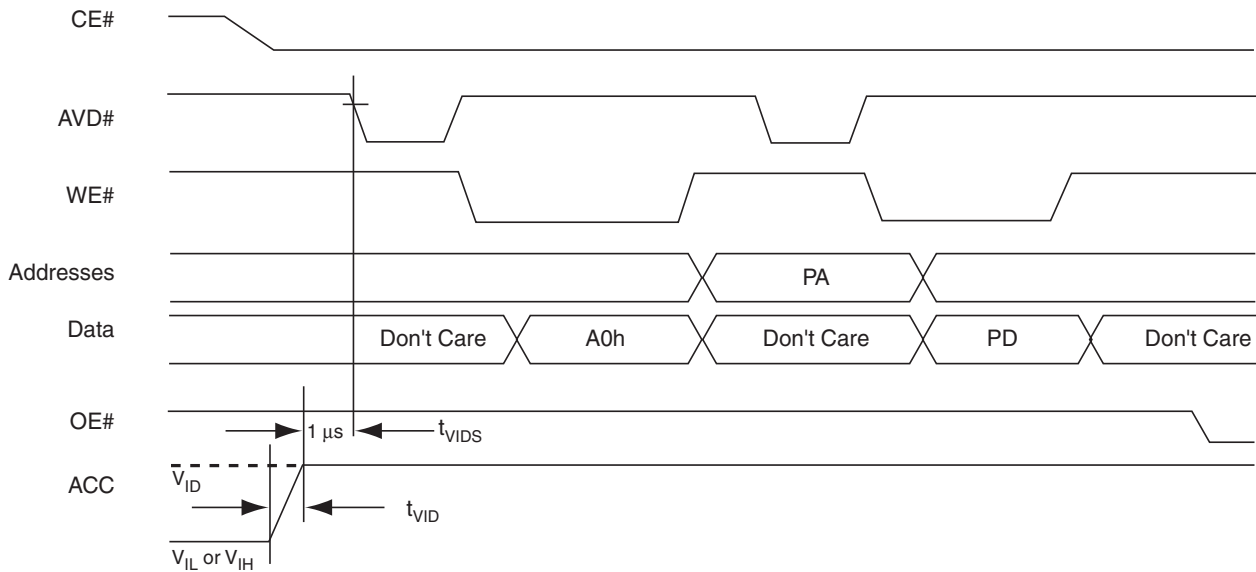 CE#
AVD#
WE#
Addresses
PA
Data
Don't Care
A0h
Don't Care
PD
Don't Care
OE#
1 μs
tVIDS
ACC
VID
tVID
VIL or VIH